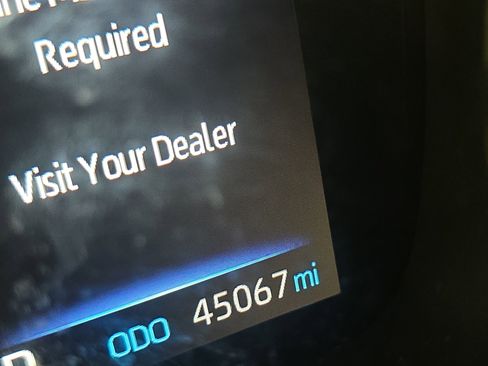 Required
Visit Your Dealer
ODO 45067 mi